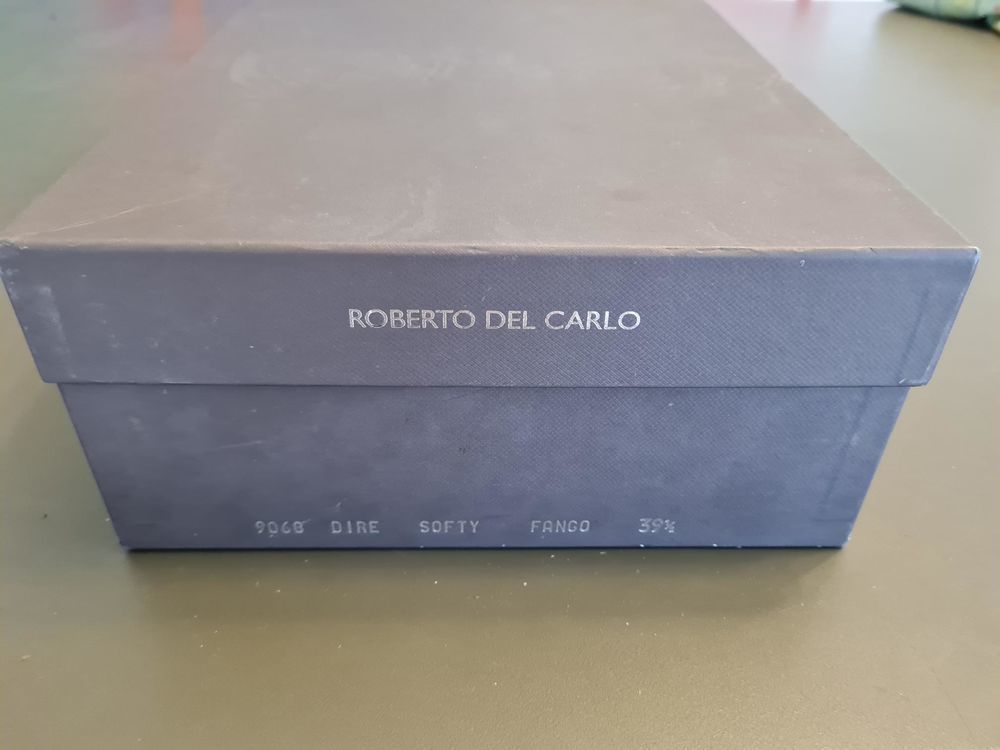 ROBERTO DEL CARLO
9068 DIRE SOFTY FANGO 39½